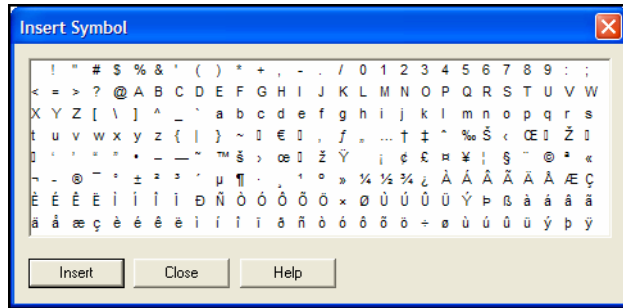 Insert Symbol
! " # $ % & ' ( ) * + , - . / 0 1 2 3 4 5 6 7 8 9 : ;
< = > ? @ A B C D E F G H I J K L M N O P Q R S T U V W
X Y Z [ \ ] ^ _ ` a b c d e f g h i j k l m n o p q r s
t u v w x y z { | } ~ ▯ € ▯ ‚ ƒ „ … † ‡ ˆ ‰ Š ‹ Œ ▯ Ž ▯
▯ ‘ ’ “ ” • – — ˜ ™ š › œ ▯ ž Ÿ ¡ ¢ £ ¤ ¥ ¦ § ¨ © ª «
¬ - ® ¯ ° ± ² ³ ´ µ ¶ · ¸ ¹ º » ¼ ½ ¾ ¿ À Á Â Ã Ä Å Æ Ç
È É Ê Ë Ì Í Î Ï Ð Ñ Ò Ó Ô Õ Ö × Ø Ù Ú Û Ü Ý Þ ß à á â ã
ä å æ ç è é ê ë ì í î ï ð ñ ò ó ô õ ö ÷ ø ù ú û ü ý þ ÿ
Insert Close Help